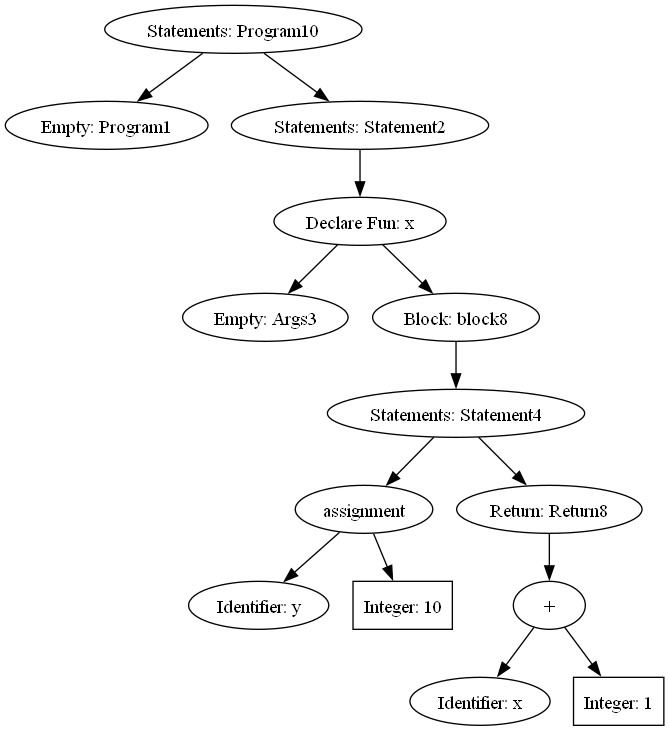 Statements: Program10
Empty: Program1
Statements: Statement2
Declare Fun: x
Empty: Args3
Block: block8
Statements: Statement4
assignment
Return: Return8
Identifier: y
Integer: 10
+
Identifier: x
Integer: 1